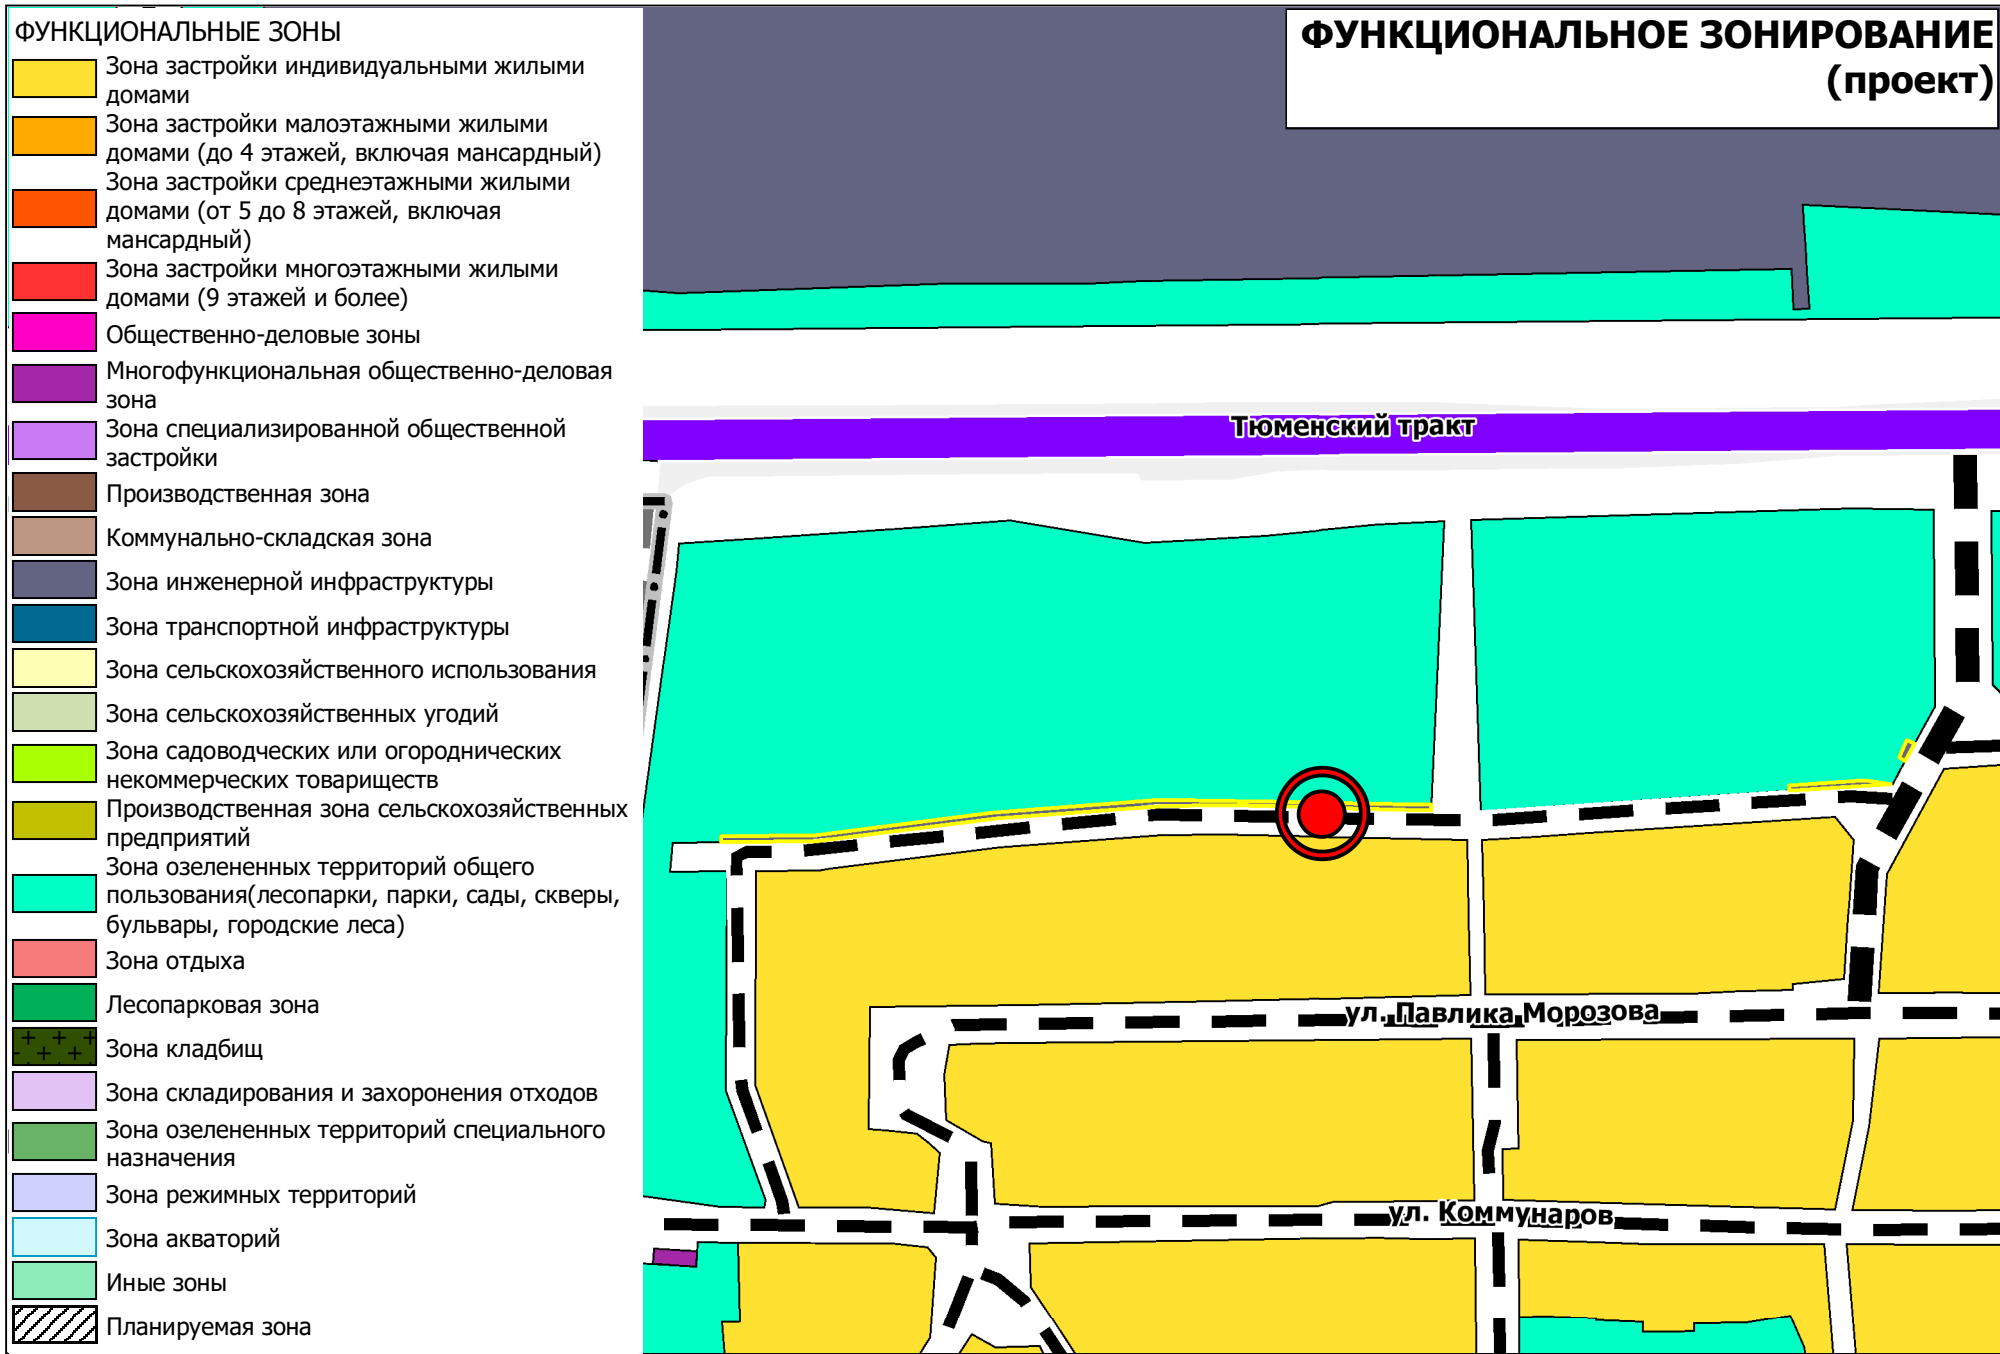 ФУНКЦИОНАЛЬНЫЕ ЗОНЫ
Зона застройки индивидуальными жилыми
домами
Зона застройки малоэтажными жилыми
домами (до 4 этажей, включая мансардный)
Зона застройки среднеэтажными жилыми
домами (от 5 до 8 этажей, включая
мансардный)
Зона застройки многоэтажными жилыми
домами (9 этажей и более)
Общественно-деловые зоны
Многофункциональная общественно-деловая
зона
Зона специализированной общественной
застройки
Производственная зона
Коммунально-складская зона
Зона инженерной инфраструктуры
Зона транспортной инфраструктуры
Зона сельскохозяйственного использования
Зона сельскохозяйственных угодий
Зона садоводческих или огороднических
некоммерческих товариществ
Производственная зона сельскохозяйственных
предприятий
Зона озелененных территорий общего
пользования(лесопарки, парки, сады, скверы,
бульвары, городские леса)
Зона отдыха
Лесопарковая зона
Зона кладбищ
Зона складирования и захоронения отходов
Зона озелененных территорий специального
назначения
Зона режимных территорий
Зона акваторий
Иные зоны
Планируемая зона
ФУНКЦИОНАЛЬНОЕ ЗОНИРОВАНИЕ
(проект)
Тюменский тракт
ул. Павлика Морозова
ул. Коммунаров